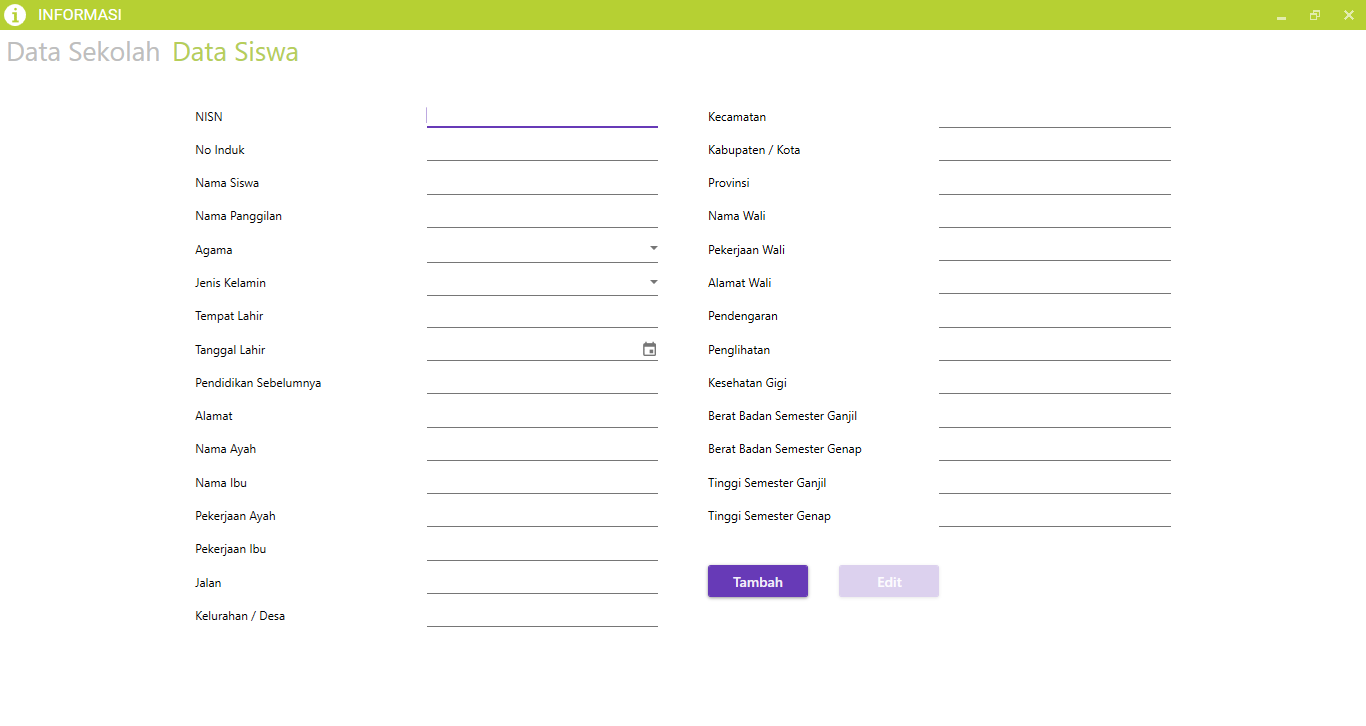 INFORMASI
Data Sekolah Data Siswa
NISN
No Induk
Nama Siswa
Nama Panggilan
Agama
Jenis Kelamin
Tempat Lahir
Tanggal Lahir
Pendidikan Sebelumnya
Alamat
Nama Ayah
Nama Ibu
Pekerjaan Ayah
Pekerjaan Ibu
Jalan
Kelurahan / Desa
Kecamatan
Kabupaten / Kota
Provinsi
Nama Wali
Pekerjaan Wali
Alamat Wali
Pendengaran
Penglihatan
Kesehatan Gigi
Berat Badan Semester Ganjil
Berat Badan Semester Genap
Tinggi Semester Ganjil
Tinggi Semester Genap
Tambah Edit